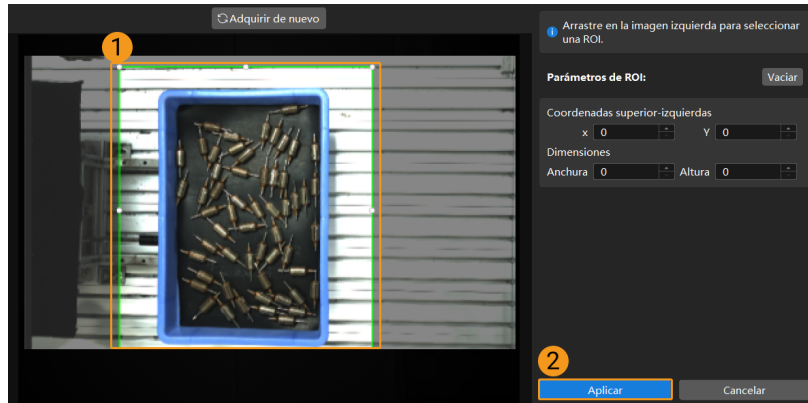 Adquirir de nuevo
1
Arrastre en la imagen izquierda para seleccionar
una ROI.
Parámetros de ROI:
Vaciar
Coordenadas superior-izquierdas
x 0 Y 0
Dimensiones
Anchura 0 Altura 0
2
Aplicar Cancelar